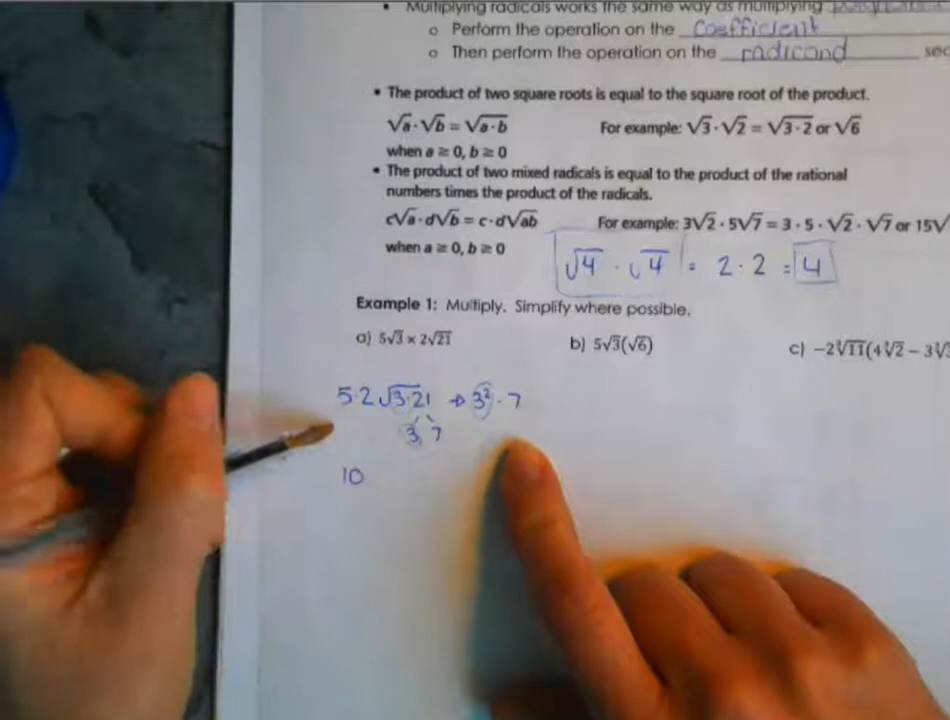 • Multiplying radicals works the same way as multiplying
o Perform the operation on the coefficient
o Then perform the operation on the radicand sec
• The product of two square roots is equal to the square root of the product.
√a · √b = √a·b For example: √3 · √2 = √3·2 or √6
when a ≥ 0, b ≥ 0
• The product of two mixed radicals is equal to the product of the rational
numbers times the product of the radicals.
c√a · d√b = c·d√ab For example: 3√2 · 5√7 = 3 · 5 · √2 · √7 or 15√
when a ≥ 0, b ≥ 0
√4 · √4 = 2 · 2 = 4
Example 1: Multiply. Simplify where possible.
a) 5√3 × 2√21 b) 5√3(√6) c) −2∛11(4∛2 − 3∛
5·2√3·21 → 3² · 7
3 7
10